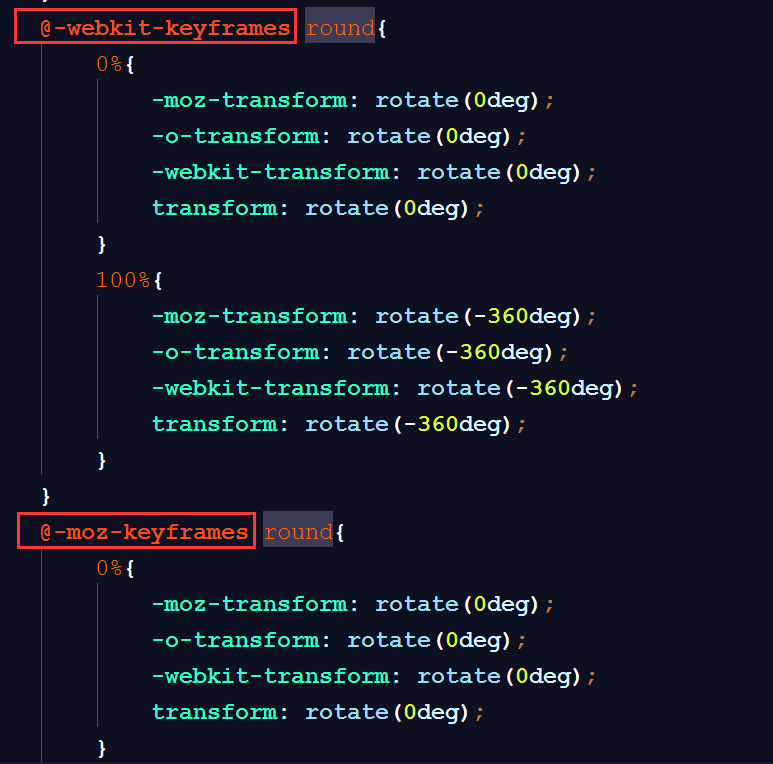 @-webkit-keyframes round{
0%{
-moz-transform: rotate(0deg);
-o-transform: rotate(0deg);
-webkit-transform: rotate(0deg);
transform: rotate(0deg);
}
100%{
-moz-transform: rotate(-360deg);
-o-transform: rotate(-360deg);
-webkit-transform: rotate(-360deg);
transform: rotate(-360deg);
}
}
@-moz-keyframes round{
0%{
-moz-transform: rotate(0deg);
-o-transform: rotate(0deg);
-webkit-transform: rotate(0deg);
transform: rotate(0deg);
}